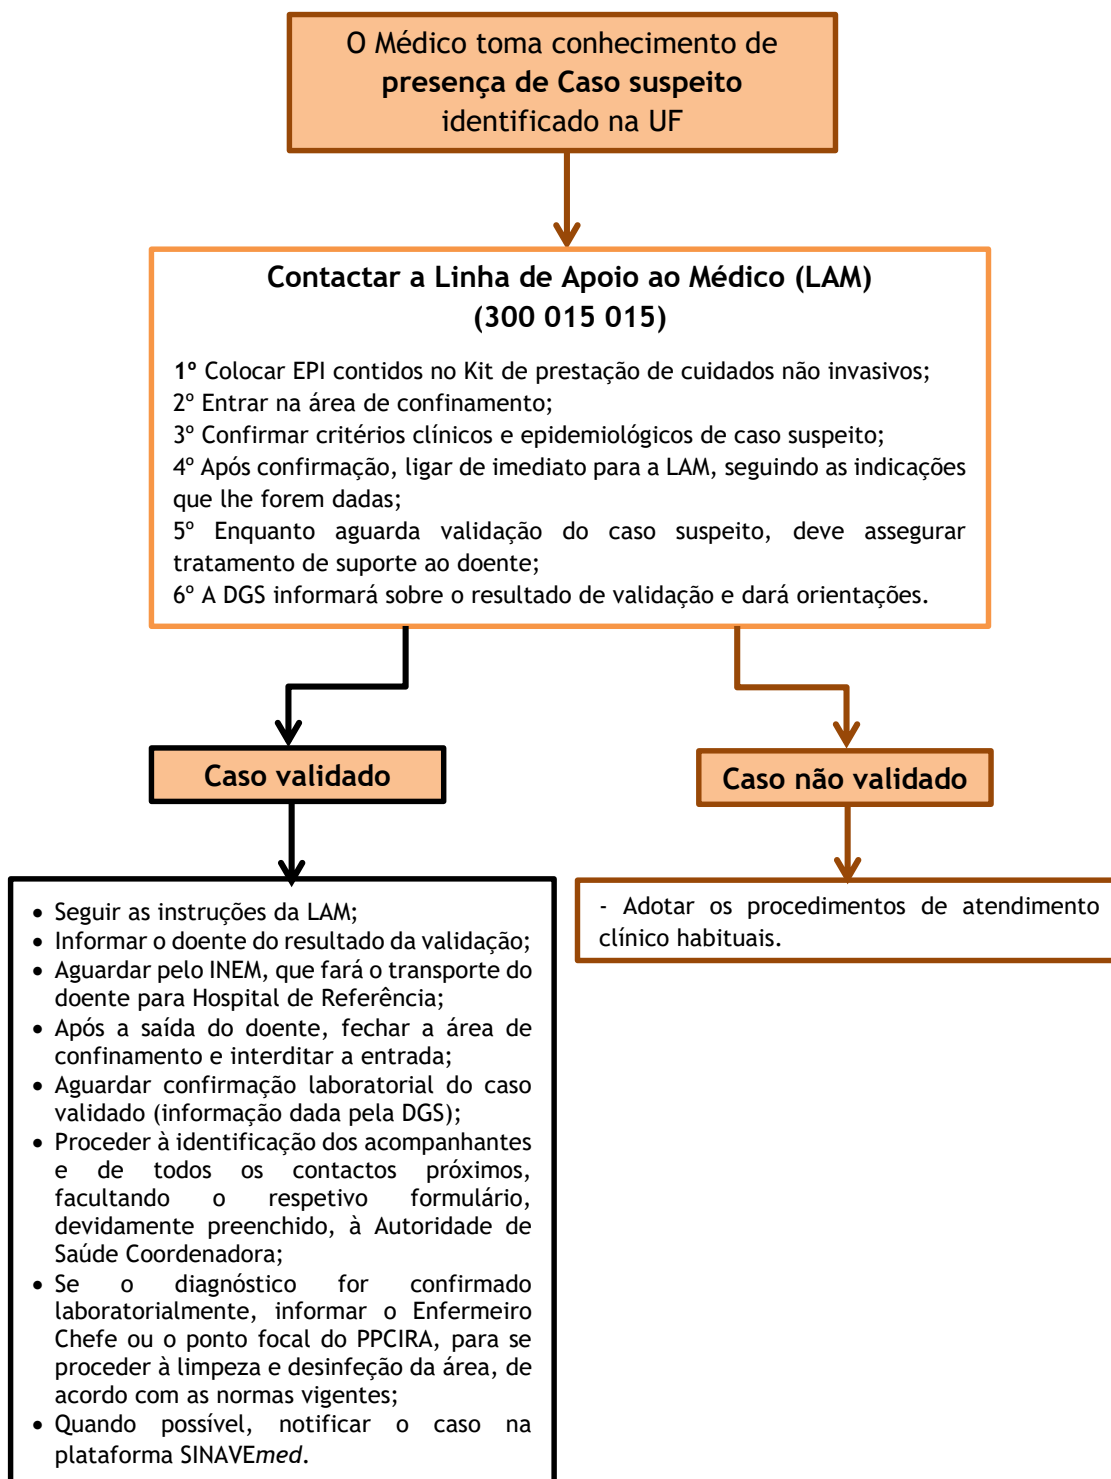 O Médico toma conhecimento de
presença de Caso suspeito
identificado na UF
Contactar a Linha de Apoio ao Médico (LAM)
(300 015 015)
1º Colocar EPI contidos no Kit de prestação de cuidados não invasivos;
2º Entrar na área de confinamento;
3º Confirmar critérios clínicos e epidemiológicos de caso suspeito;
4º Após confirmação, ligar de imediato para a LAM, seguindo as indicações
que lhe forem dadas;
5º Enquanto aguarda validação do caso suspeito, deve assegurar
tratamento de suporte ao doente;
6º A DGS informará sobre o resultado de validação e dará orientações.
Caso validado
Caso não validado
• Seguir as instruções da LAM;
• Informar o doente do resultado da validação;
• Aguardar pelo INEM, que fará o transporte do
doente para Hospital de Referência;
• Após a saída do doente, fechar a área de
confinamento e interditar a entrada;
• Aguardar confirmação laboratorial do caso
validado (informação dada pela DGS);
• Proceder à identificação dos acompanhantes
e de todos os contactos próximos,
facultando o respetivo formulário,
devidamente preenchido, à Autoridade de
Saúde Coordenadora;
• Se o diagnóstico for confirmado
laboratorialmente, informar o Enfermeiro
Chefe ou o ponto focal do PPCIRA, para se
proceder à limpeza e desinfeção da área, de
acordo com as normas vigentes;
• Quando possível, notificar o caso na
plataforma SINAVEmed.
- Adotar os procedimentos de atendimento
clínico habituais.